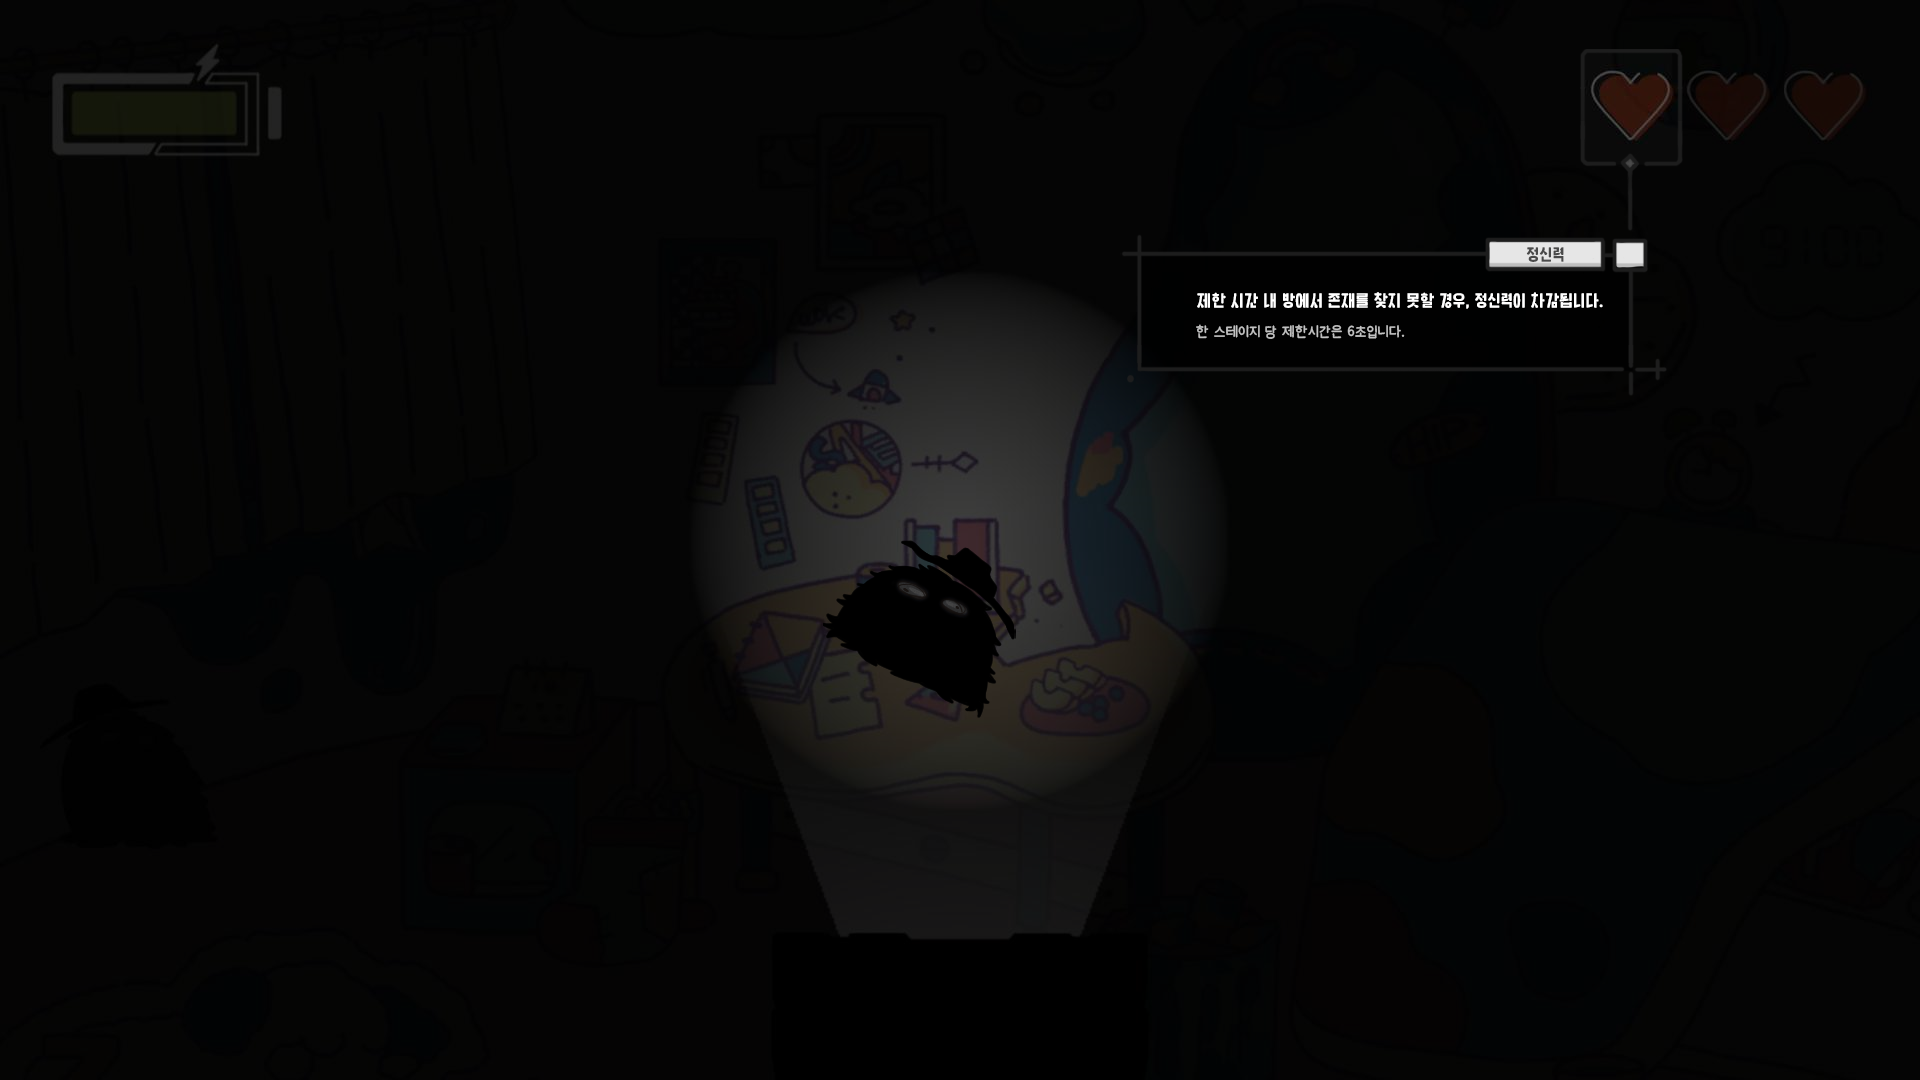 정신력
제한 시간 내 방에서 존재를 찾지 못할 경우, 정신력이 차감됩니다.
한 스테이지 당 제한시간은 6초입니다.